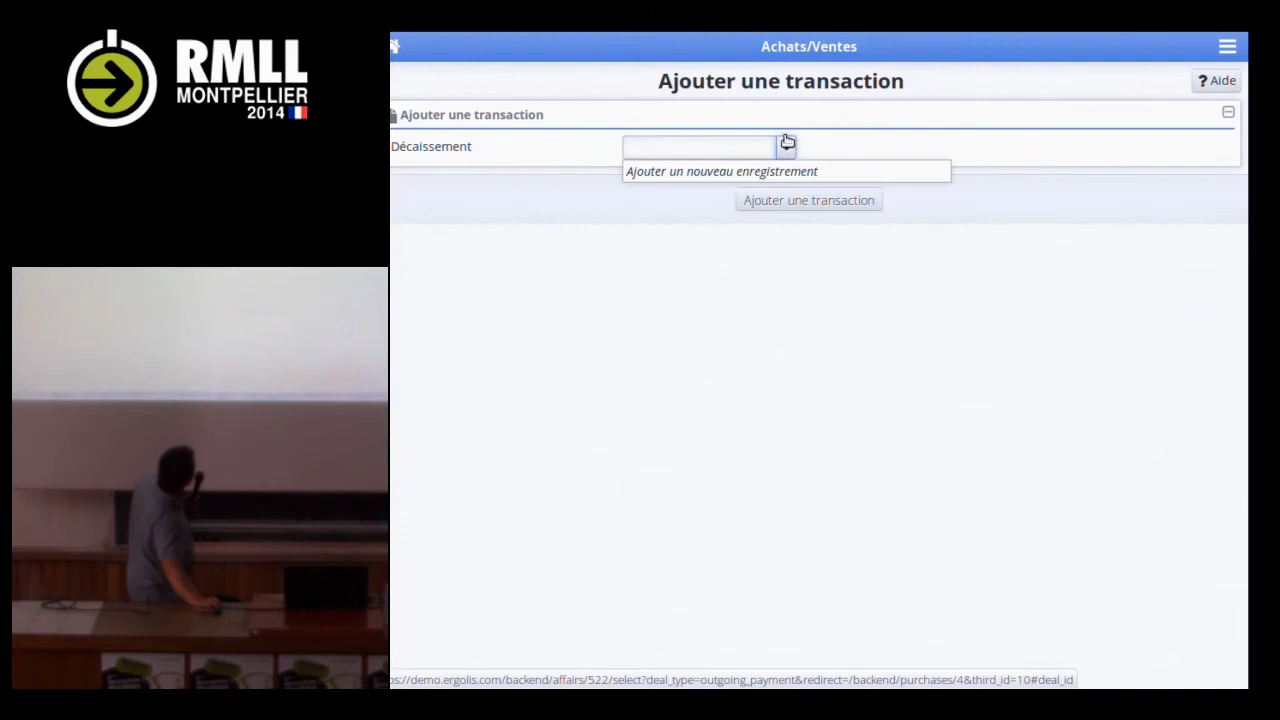 RMLL
MONTPELLIER
2014
Achats/Ventes
Ajouter une transaction
? Aide
Ajouter une transaction
Décaissement
Ajouter un nouveau enregistrement
Ajouter une transaction
ps://demo.ergolis.com/backend/affairs/522/select?deal_type=outgoing_payment&redirect=/backend/purchases/4&third_id=10#deal_id